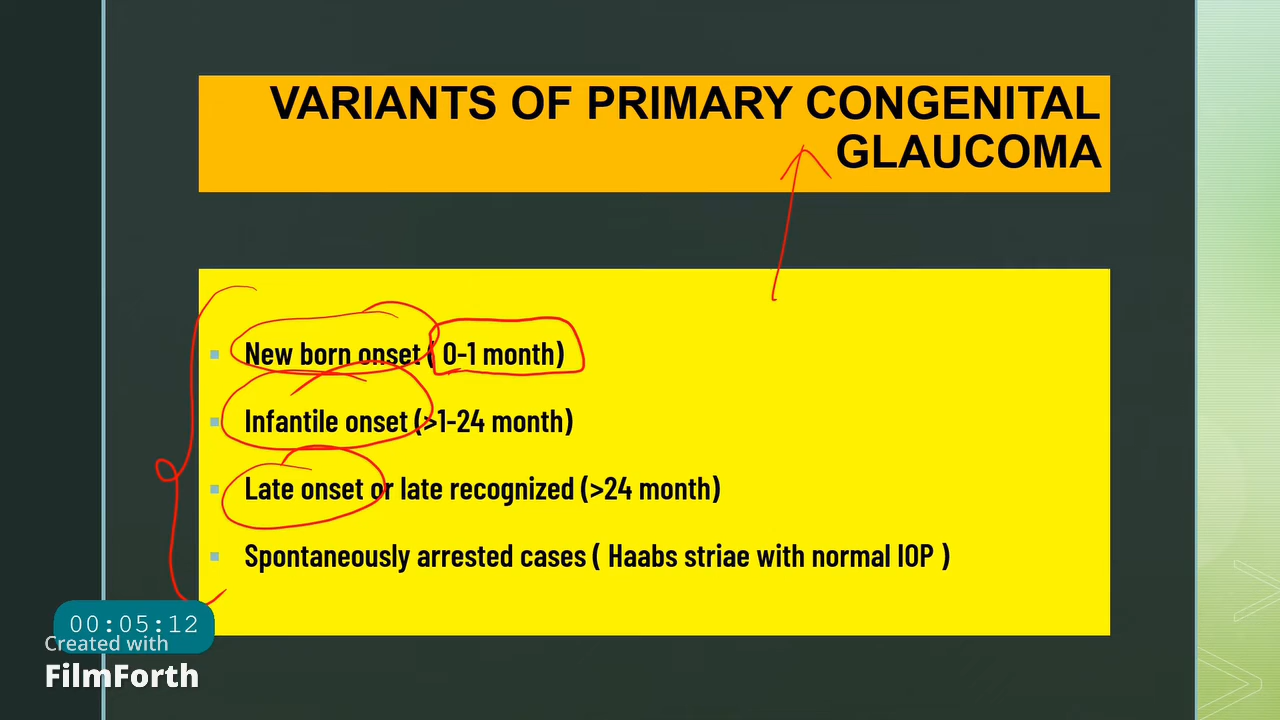 VARIANTS OF PRIMARY CONGENITAL
GLAUCOMA
New born onset ( 0-1 month)
Infantile onset (>1-24 month)
Late onset or late recognized (>24 month)
Spontaneously arrested cases ( Haabs striae with normal IOP )
00:05:12
Created with
FilmForth